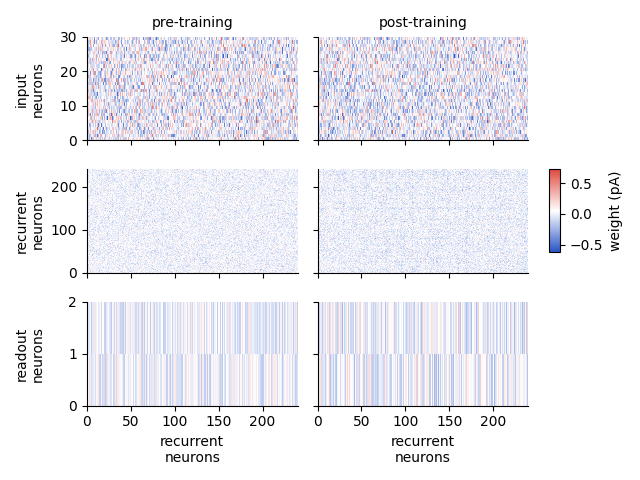 pre-training
post-training
input
neurons
30
20
10
0
recurrent
neurons
200
100
0
0.5
0.0
−0.5
weight (pA)
readout
neurons
2
1
0
0 50 100 150 200
0 50 100 150 200
recurrent
neurons
recurrent
neurons